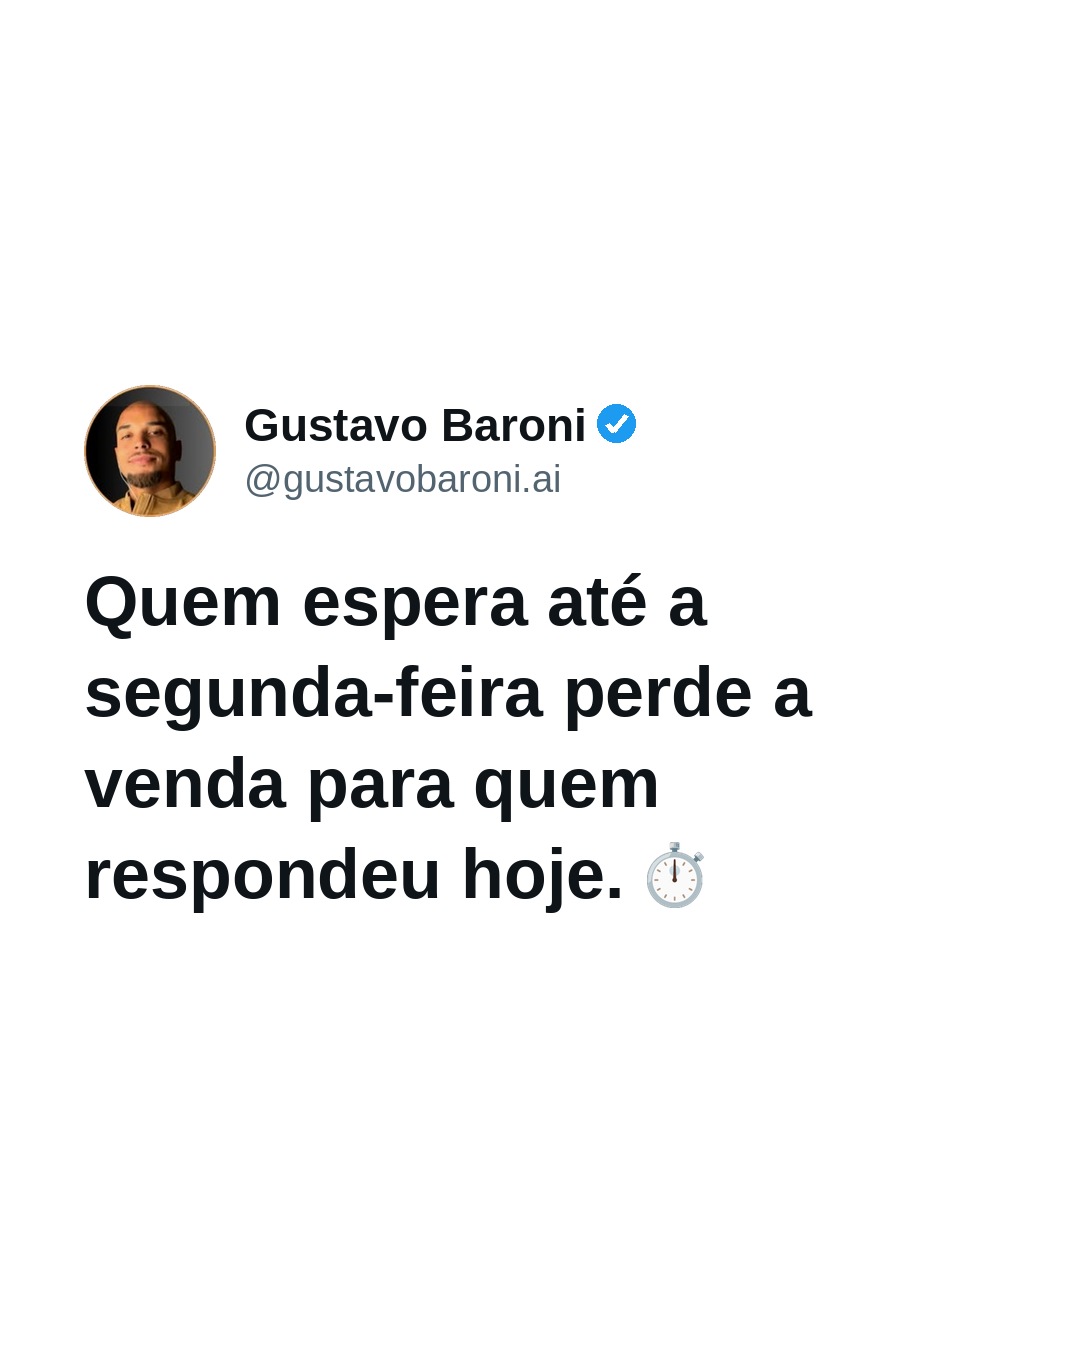 Gustavo Baroni
@gustavobaroni.ai
Quem espera até a
segunda-feira perde a
venda para quem
respondeu hoje. ⏱️